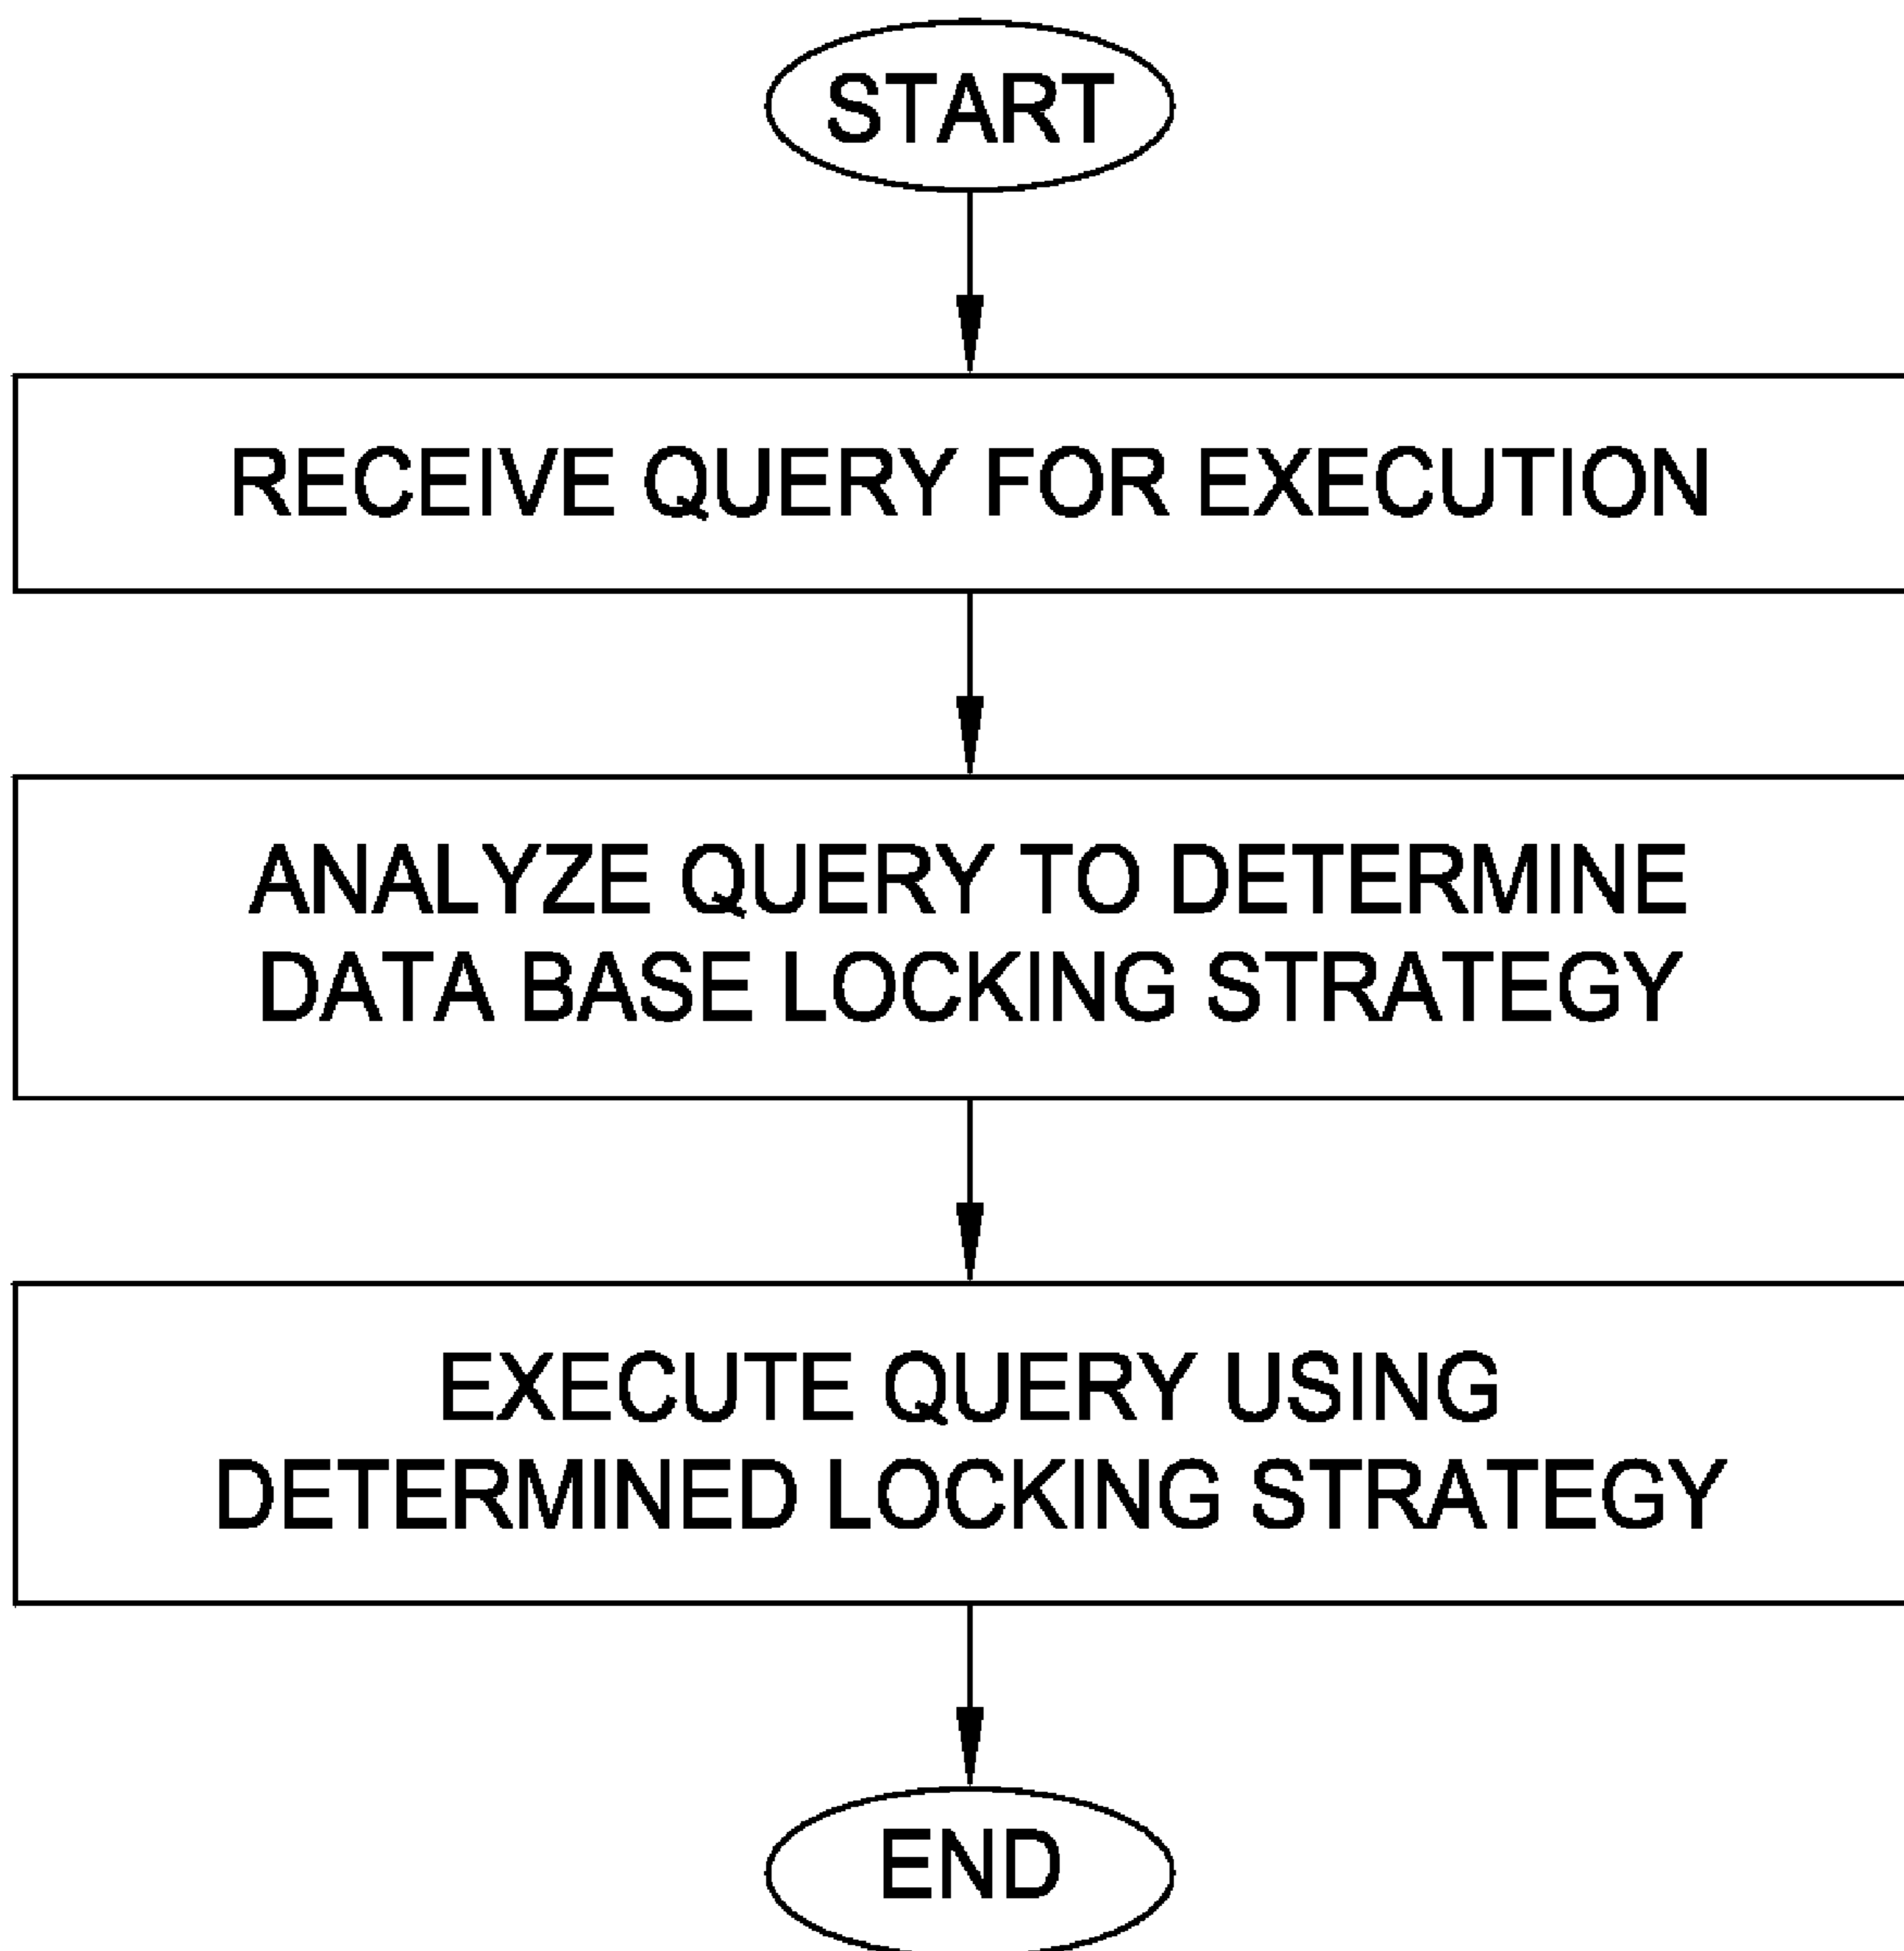 START
RECEIVE QUERY FOR EXECUTION
ANALYZE QUERY TO DETERMINE
DATA BASE LOCKING STRATEGY
EXECUTE QUERY USING
DETERMINED LOCKING STRATEGY
END